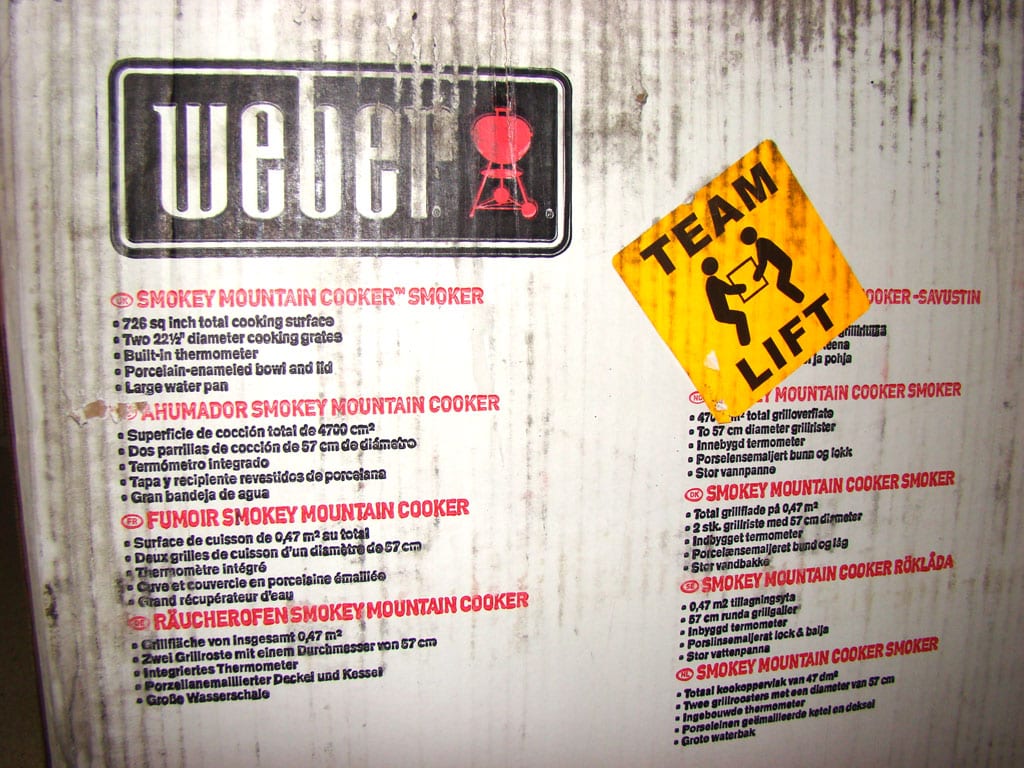 weber
UK SMOKEY MOUNTAIN COOKER™ SMOKER
• 726 sq inch total cooking surface
• Two 22½" diameter cooking grates
• Built-in thermometer
• Porcelain-enameled bowl and lid
• Large water pan
AHUMADOR SMOKEY MOUNTAIN COOKER
• Superficie de cocción total de 4700 cm²
• Dos parrillas de cocción de 57 cm de diámetro
• Termómetro integrado
• Tapa y recipiente revestidos de porcelana
• Gran bandeja de agua
FR FUMOIR SMOKEY MOUNTAIN COOKER
• Surface de cuisson de 0,47 m² au total
• Deux grilles de cuisson d'un diamètre de 57 cm
• Thermomètre intégré
• Cuve et couvercle en porcelaine émaillée
• Grand récupérateur d'eau
DE RÄUCHEROFEN SMOKEY MOUNTAIN COOKER
• Grillfläche von insgesamt 0,47 m²
• Zwei Grillroste mit einem Durchmesser von 57 cm
• Integriertes Thermometer
• Porzellanemaillierter Deckel und Kessel
• Große Wasserschale
TEAM
LIFT
OOKER -SAVUSTIN
ja pohja
NO MOUNTAIN COOKER SMOKER
total grilloverflate
• To 57 cm diameter grillrister
• Innebygd termometer
• Porselensemaljert bunn og lokk
• Stor vannpanne
DK SMOKEY MOUNTAIN COOKER SMOKER
• Total grillflade på 0,47 m²
• 2 stk. grillriste med 57 cm diameter
• Indbygget termometer
• Porcelænsemaljeret bund og låg
• Stor vandbakke
SE SMOKEY MOUNTAIN COOKER RÖKLÅDA
• 0,47 m2 tillagningsyta
• 57 cm runda grillgaller
• Inbyggd termometer
• Porslinsemaljerat lock & balja
• Stor vattenpanna
NL SMOKEY MOUNTAIN COOKER SMOKER
• Totaal kookoppervlak van 47 dm²
• Twee grillroosters met een diameter van 57 cm
• Ingebouwde thermometer
• Porseleinen geëmailleerde ketel en deksel
• Grote waterbak